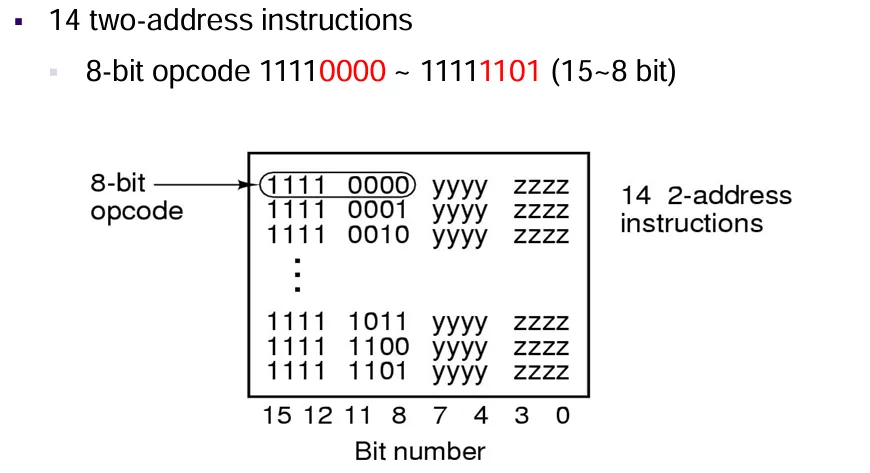 14 two-address instructions
8-bit opcode 11110000 ~ 11111101 (15~8 bit)
8-bit opcode
1111 0000 yyyy zzzz
1111 0001 yyyy zzzz
1111 0010 yyyy zzzz
⋮
1111 1011 yyyy zzzz
1111 1100 yyyy zzzz
1111 1101 yyyy zzzz
14 2-address
instructions
15 12 11 8 7 4 3 0
Bit number